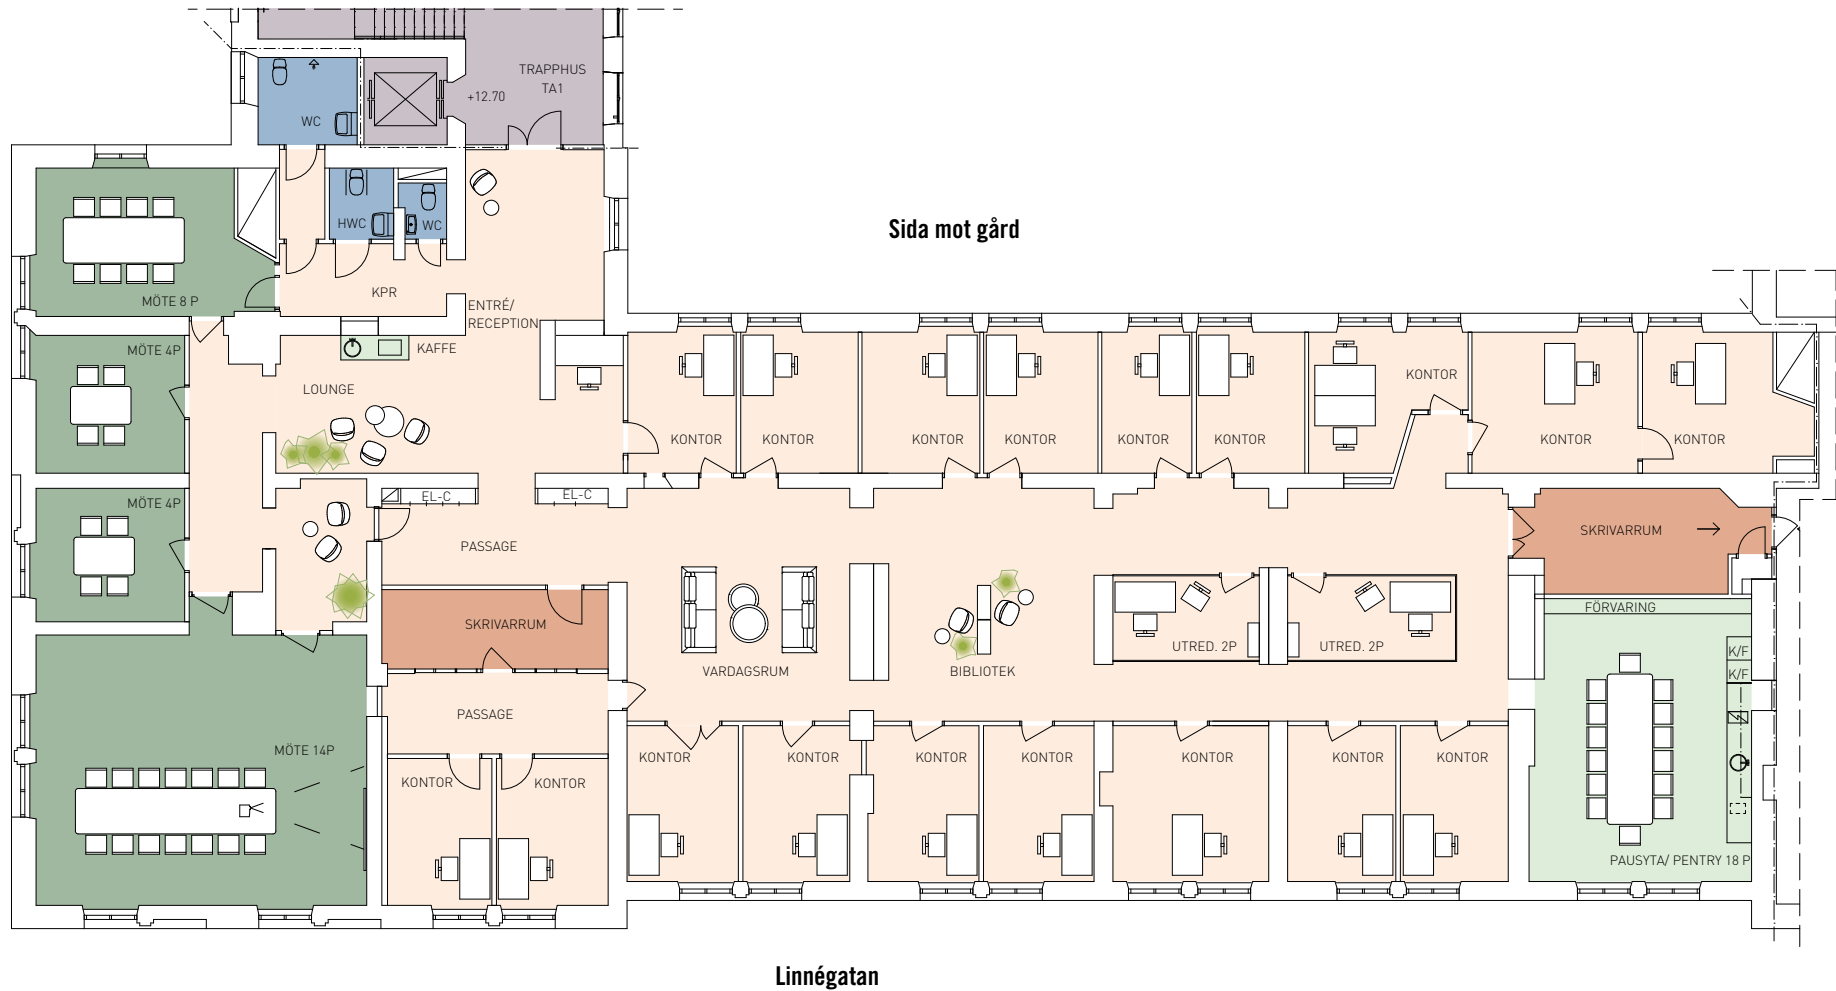 TRAPPHUS
TA1
+12.70
WC
HWC
WC
Sida mot gård
KPR
MÖTE 8 P
ENTRÉ/
RECEPTION
KAFFE
MÖTE 4P
LOUNGE
KONTOR
KONTOR
KONTOR
KONTOR
KONTOR
KONTOR
KONTOR
KONTOR
KONTOR
MÖTE 4P
EL-C
EL-C
PASSAGE
SKRIVARRUM
FÖRVARING
SKRIVARRUM
UTRED. 2P
UTRED. 2P
K/F
K/F
VARDAGSRUM
BIBLIOTEK
PASSAGE
MÖTE 14P
KONTOR
KONTOR
KONTOR
KONTOR
KONTOR
KONTOR
KONTOR
KONTOR
KONTOR
PAUSYTA/ PENTRY 18 P
Linnégatan